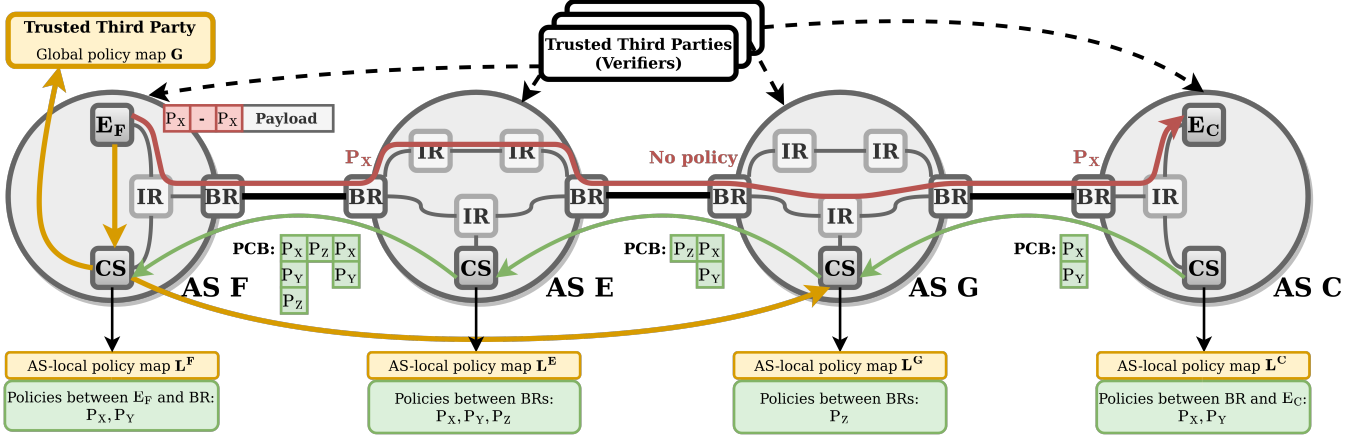 Trusted Third Party
Global policy map G
Trusted Third Parties
(Verifiers)
E_F
P_X - P_X Payload
E_C
IR IR
IR IR
P_X
No policy
P_X
IR
BR
BR
BR
BR
BR
BR
IR
IR
IR
PCB: P_X P_Z P_X
P_Y P_Y
P_Z
PCB: P_Z P_X
P_Y
PCB: P_X
P_Y
CS
CS
CS
CS
AS F
AS E
AS G
AS C
AS-local policy map L^F
Policies between E_F and BR:
P_X, P_Y
AS-local policy map L^E
Policies between BRs:
P_X, P_Y, P_Z
AS-local policy map L^G
Policies between BRs:
P_Z
AS-local policy map L^C
Policies between BR and E_C:
P_X, P_Y